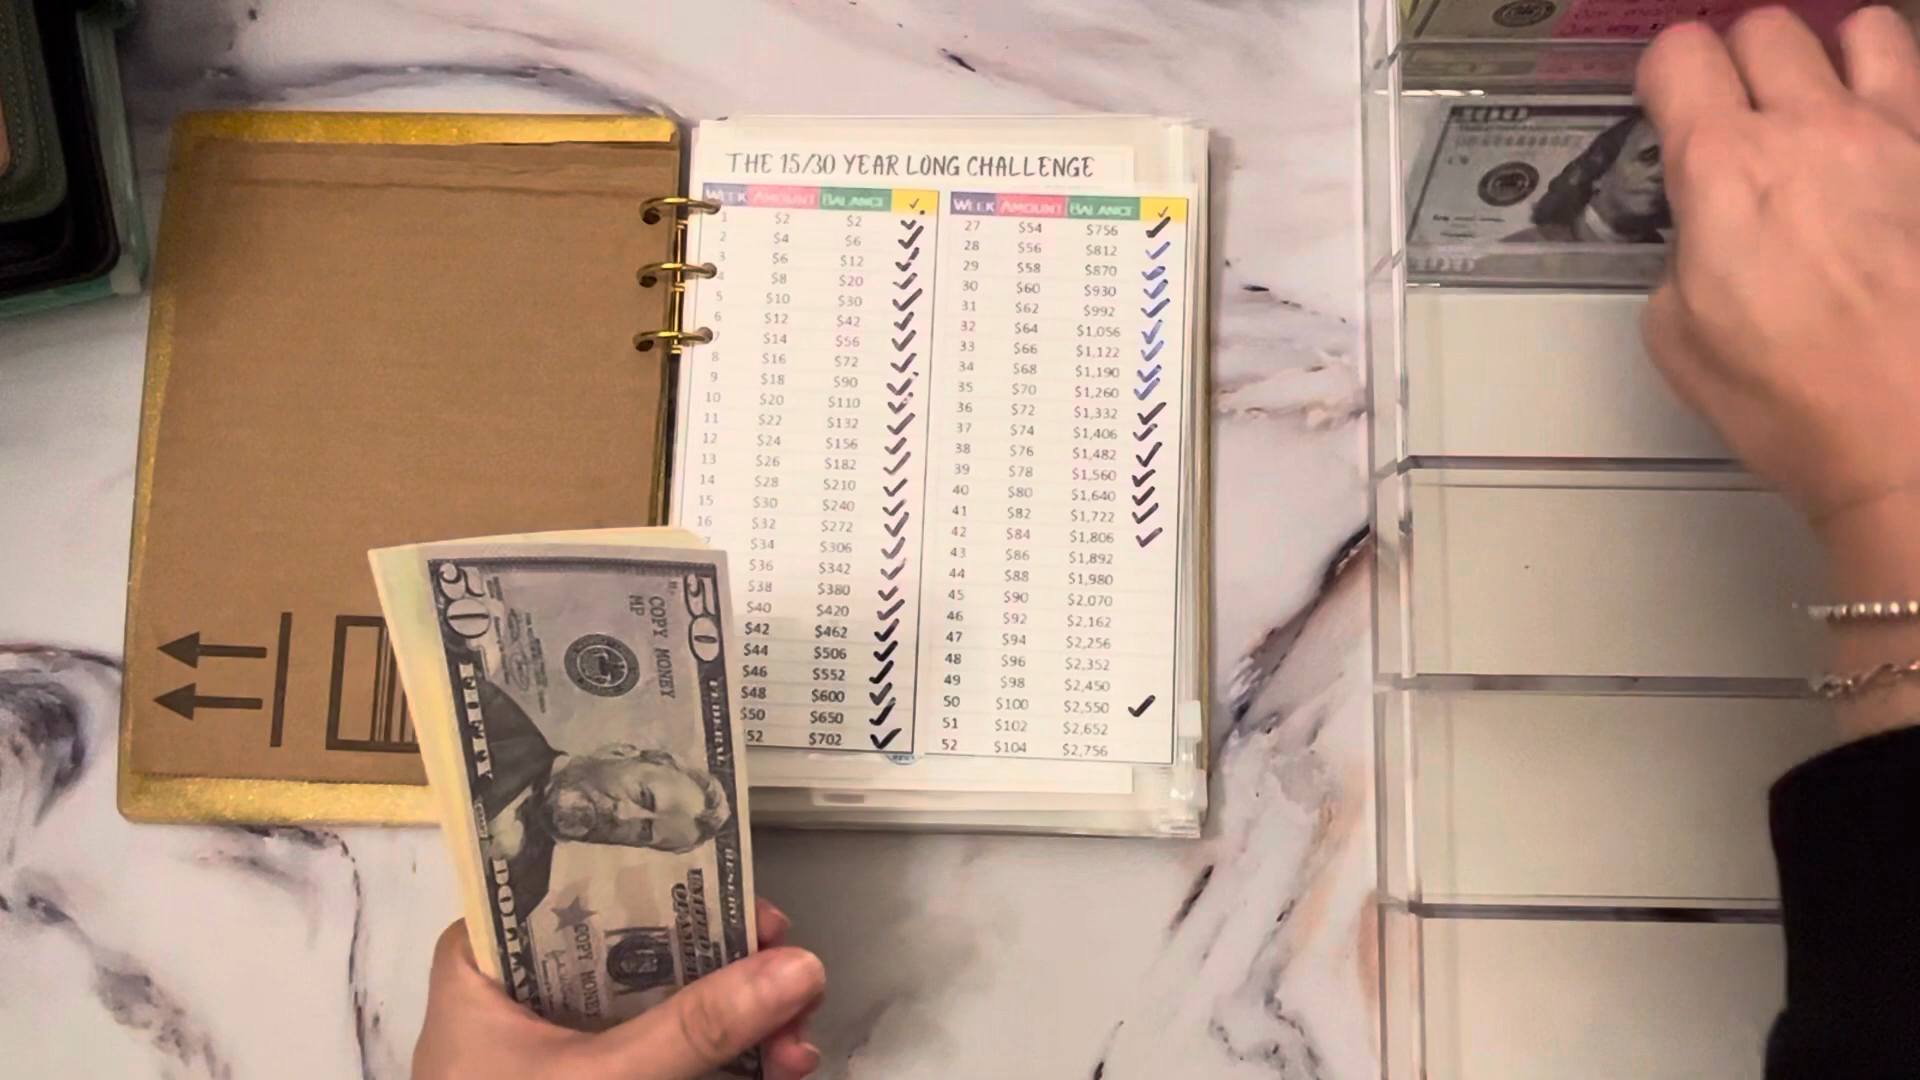 THE 15/30 YEAR LONG CHALLENGE
WEEK AMOUNT BALANCE ✓
1 $2 $2 ✓
2 $4 $6 ✓
3 $6 $12 ✓
4 $8 $20 ✓
5 $10 $30 ✓
6 $12 $42 ✓
7 $14 $56 ✓
8 $16 $72 ✓
9 $18 $90 ✓
10 $20 $110 ✓
11 $22 $132 ✓
12 $24 $156 ✓
13 $26 $182 ✓
14 $28 $210 ✓
15 $30 $240 ✓
16 $32 $272 ✓
$34 $306 ✓
$36 $342 ✓
$38 $380 ✓
$40 $420 ✓
$42 $462 ✓
$44 $506 ✓
$46 $552 ✓
$48 $600 ✓
$50 $650 ✓
52 $702 ✓
WEEK AMOUNT BALANCE ✓
27 $54 $756 ✓
28 $56 $812 ✓
29 $58 $870 ✓
30 $60 $930 ✓
31 $62 $992 ✓
32 $64 $1,056 ✓
33 $66 $1,122 ✓
34 $68 $1,190 ✓
35 $70 $1,260 ✓
36 $72 $1,332 ✓
37 $74 $1,406 ✓
38 $76 $1,482 ✓
39 $78 $1,560 ✓
40 $80 $1,640 ✓
41 $82 $1,722 ✓
42 $84 $1,806 ✓
43 $86 $1,892
44 $88 $1,980
45 $90 $2,070
46 $92 $2,162
47 $94 $2,256
48 $96 $2,352
49 $98 $2,450
50 $100 $2,550 ✓
51 $102 $2,652
52 $104 $2,756
50
50
COPY MONEY
MP
FEDERAL RESERVE
FIFTY DOLLARS
UNITED
COPY MONEY
100